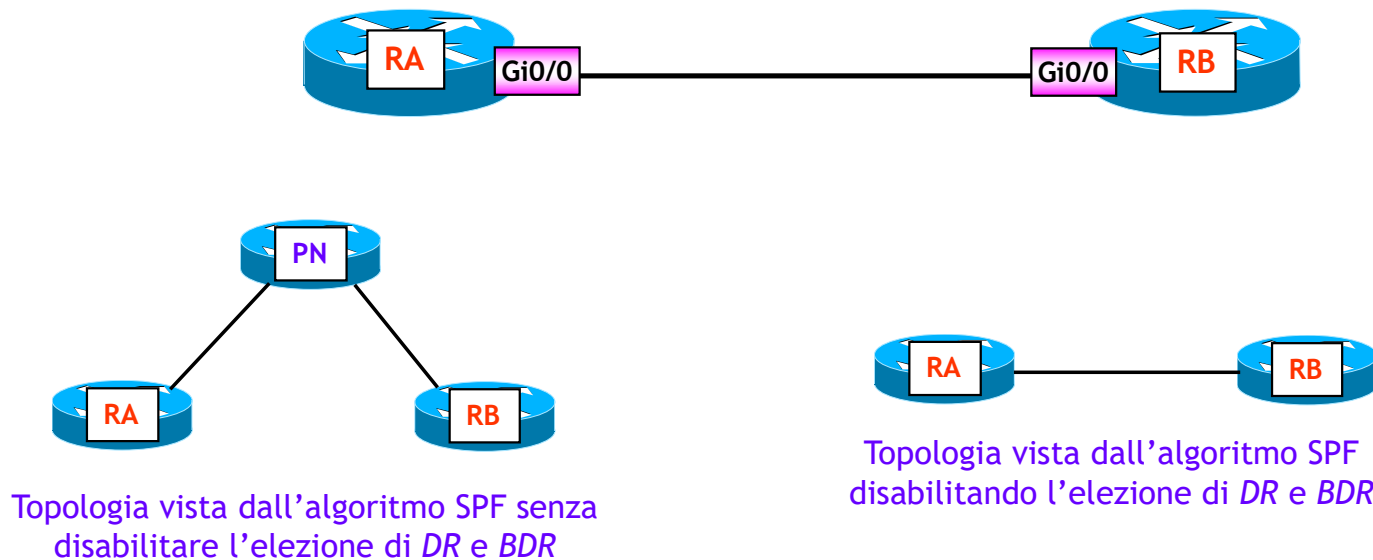 RA
Gi0/0
Gi0/0
RB
PN
RA
RB
RA
RB
Topologia vista dall’algoritmo SPF senza
disabilitare l’elezione di DR e BDR
Topologia vista dall’algoritmo SPF
disabilitando l’elezione di DR e BDR